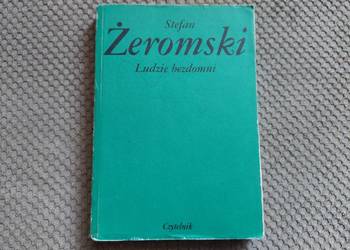 Stefan
Żeromski
Ludzie bezdomni
Czytelnik